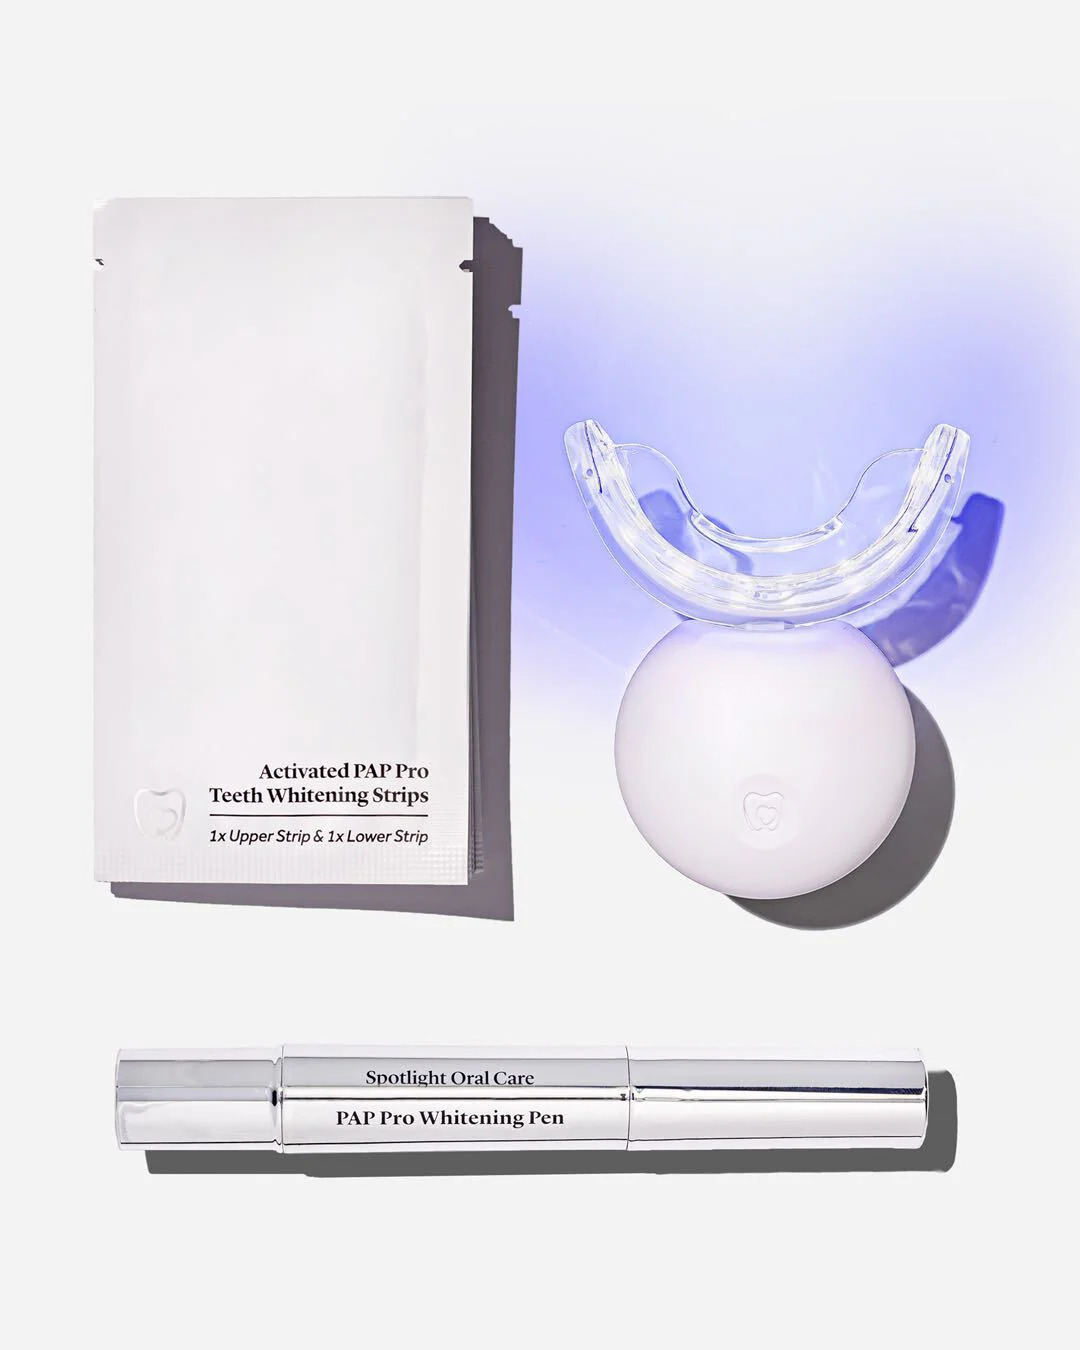 Activated PAP Pro
Teeth Whitening Strips
1x Upper Strip & 1x Lower Strip
Spotlight Oral Care
PAP Pro Whitening Pen